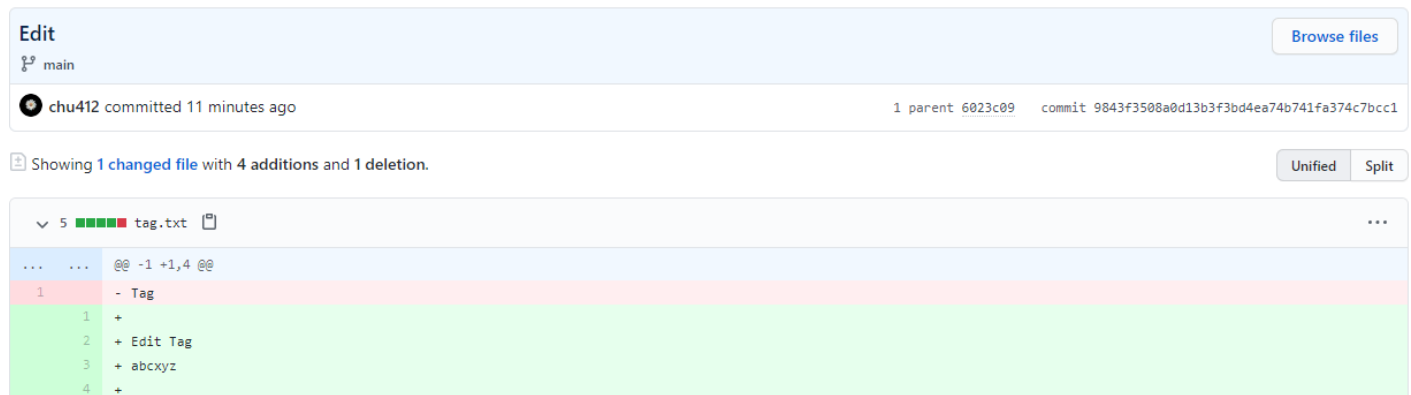 Edit
Browse files
main
chu412 committed 11 minutes ago
1 parent 6023c09 commit 9843f3508a0d13b3f3bd4ea74b741fa374c7bcc1
Showing 1 changed file with 4 additions and 1 deletion.
Unified Split
5 tag.txt
... ... @@ -1 +1,4 @@
1 - Tag
1 +
2 + Edit Tag
3 + abcxyz
4 +